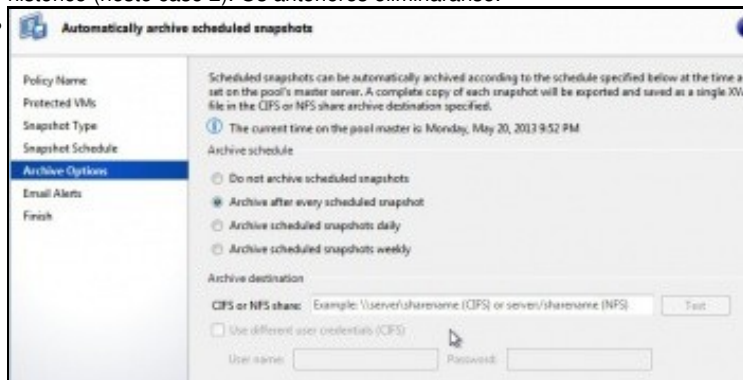 histórico (neste caso 2). Os anteriores eliminaranse.
Automatically archive scheduled snapshots
Policy Name
Protected VMs
Snapshot Type
Snapshot Schedule
Archive Options
Email Alerts
Finish
Scheduled snapshots can be automatically archived according to the schedule specified below at the time a
set on the pool's master server. A complete copy of each snapshot will be exported and saved as a single XV
file in the CIFS or NFS share archive destination specified.
The current time on the pool master is Monday, May 20, 2013 9:52 PM
Archive schedule
Do not archive scheduled snapshots
Archive after every scheduled snapshot
Archive scheduled snapshots daily
Archive scheduled snapshots weekly
Archive destination
CIFS or NFS share: Example: \\server\sharename (CIFS) or server:/sharename (NFS) Test
Use different user credentials (CIFS)
User name: Password: